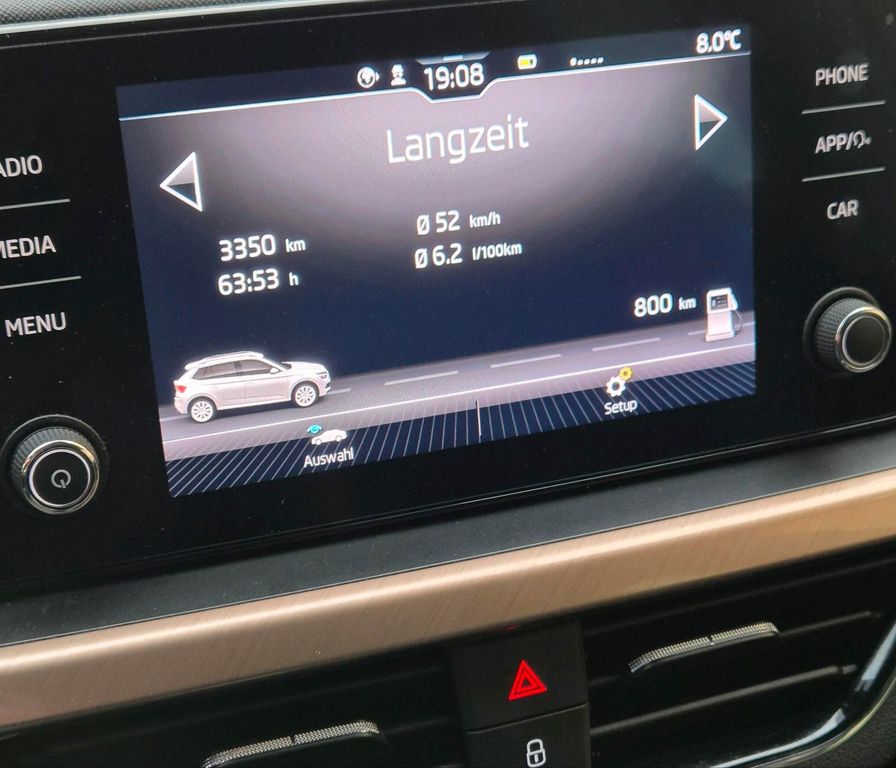 19:08
8.0°C
Langzeit
3350 km
63:53 h
Ø 52 km/h
Ø 6.2 l/100km
800 km
Auswahl
Setup
ADIO
MEDIA
MENU
PHONE
APP/
CAR